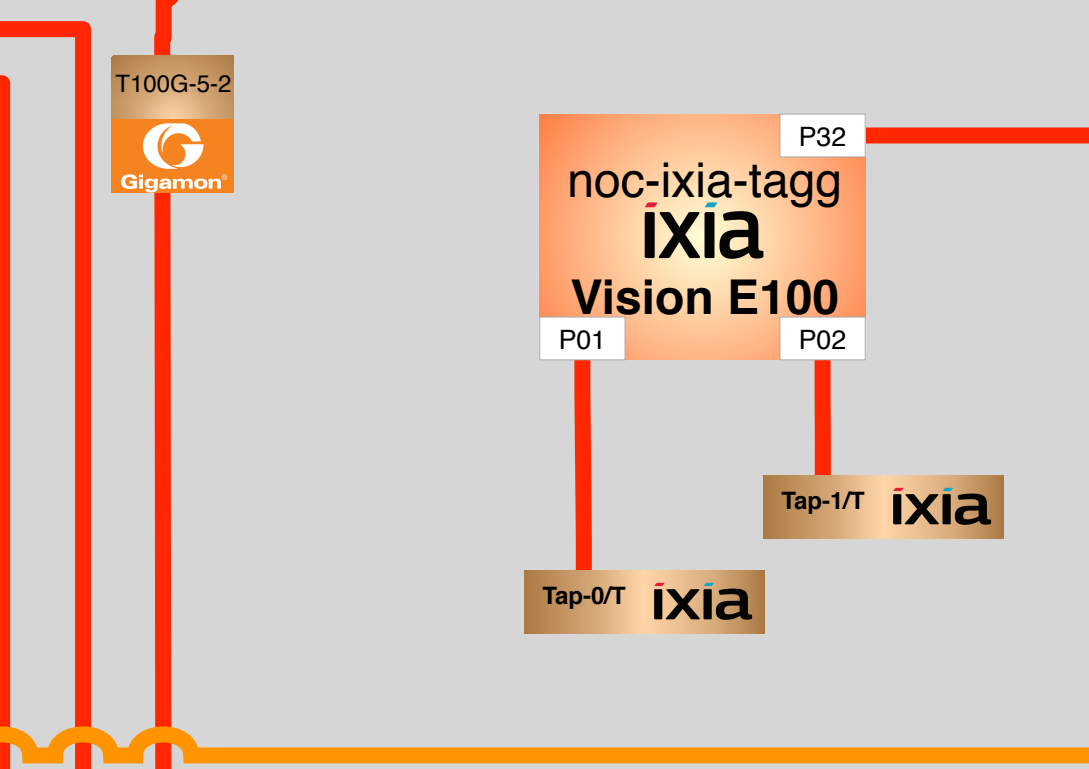 T100G-5-2
Gigamon®
P32
noc-ixia-tagg
ixia
Vision E100
P01
P02
Tap-1/T ixia
Tap-0/T ixia